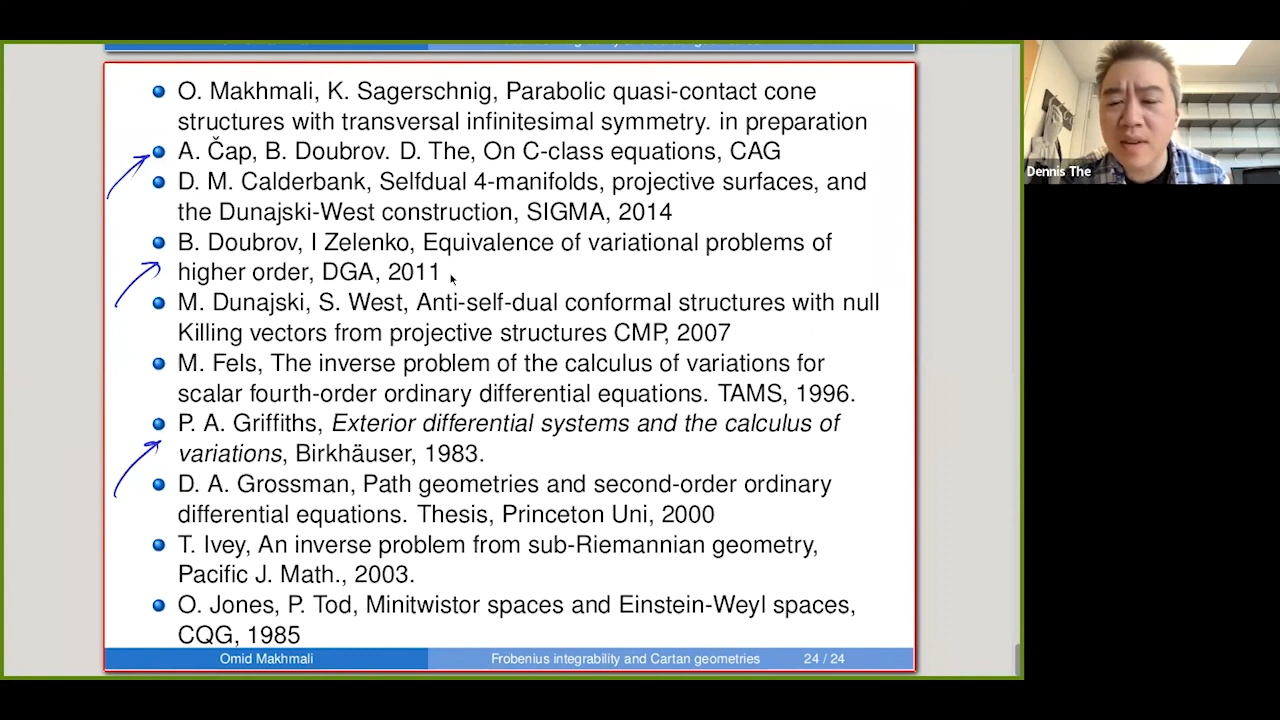 O. Makhmali, K. Sagerschnig, Parabolic quasi-contact cone
structures with transversal infinitesimal symmetry. in preparation
A. Čap, B. Doubrov. D. The, On C-class equations, CAG
D. M. Calderbank, Selfdual 4-manifolds, projective surfaces, and
the Dunajski-West construction, SIGMA, 2014
B. Doubrov, I Zelenko, Equivalence of variational problems of
higher order, DGA, 2011
M. Dunajski, S. West, Anti-self-dual conformal structures with null
Killing vectors from projective structures CMP, 2007
M. Fels, The inverse problem of the calculus of variations for
scalar fourth-order ordinary differential equations. TAMS, 1996.
P. A. Griffiths, Exterior differential systems and the calculus of
variations, Birkhäuser, 1983.
D. A. Grossman, Path geometries and second-order ordinary
differential equations. Thesis, Princeton Uni, 2000
T. Ivey, An inverse problem from sub-Riemannian geometry,
Pacific J. Math., 2003.
O. Jones, P. Tod, Minitwistor spaces and Einstein-Weyl spaces,
CQG, 1985
Omid Makhmali Frobenius integrability and Cartan geometries 24 / 24
Dennis The